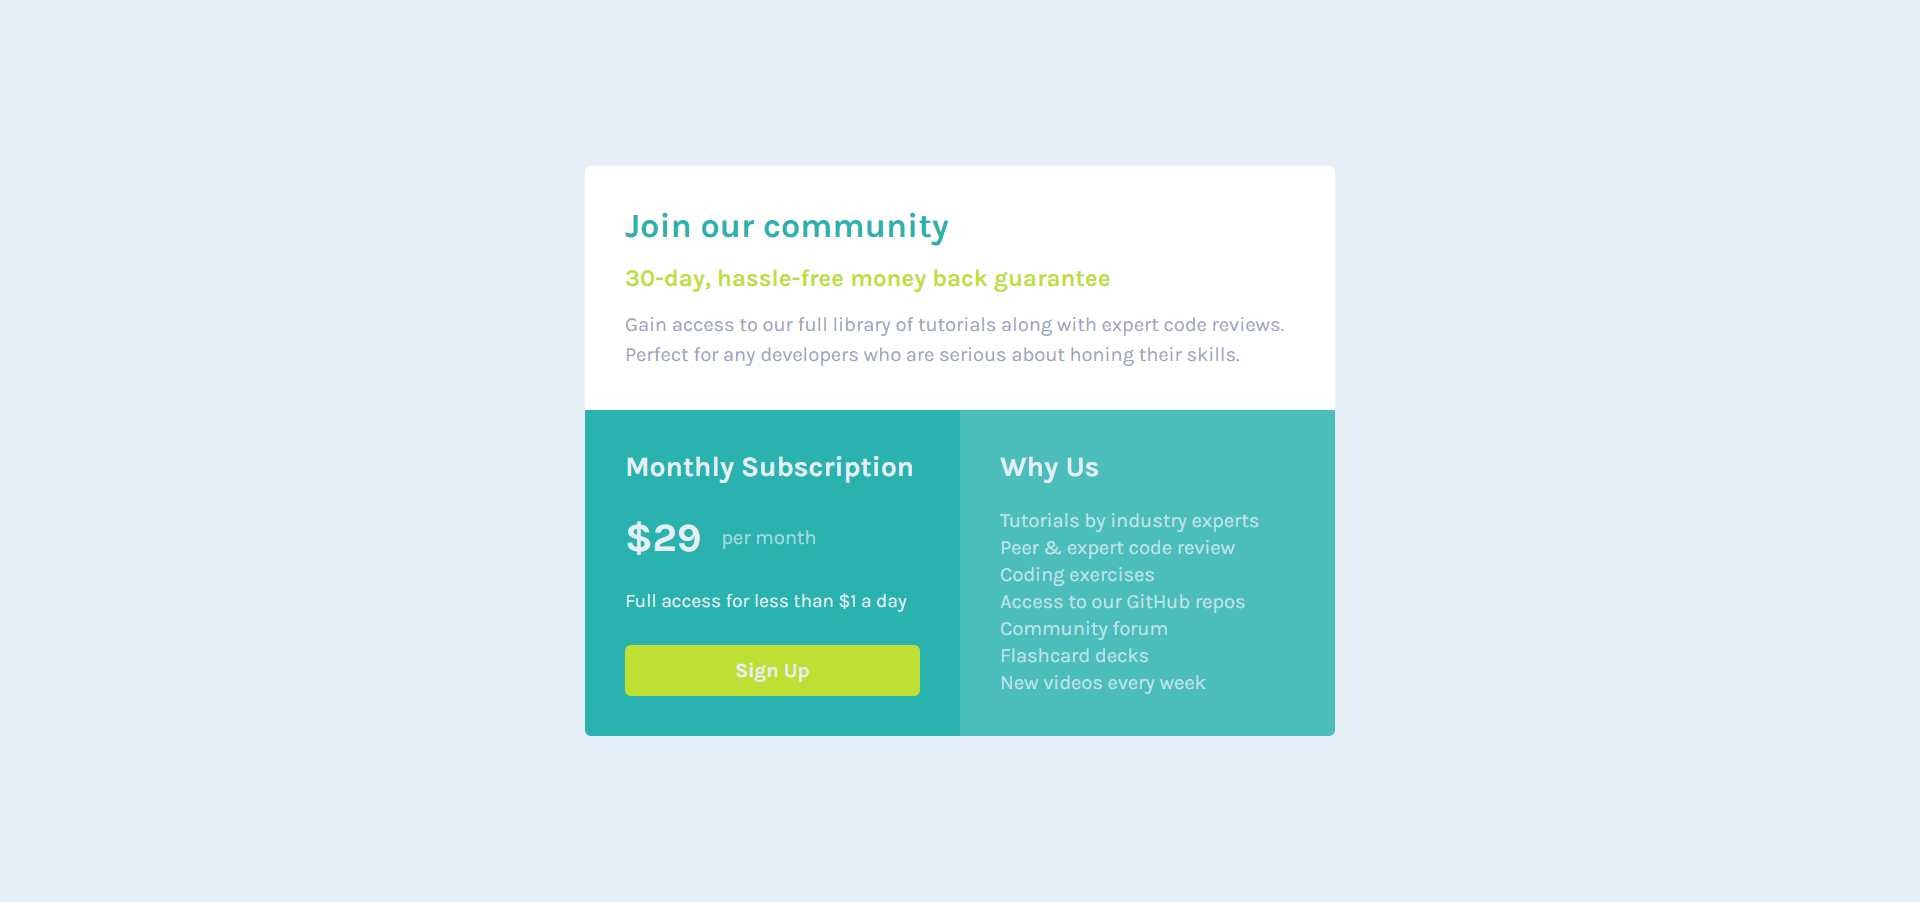 Join our community
30-day, hassle-free money back guarantee
Gain access to our full library of tutorials along with expert code reviews.
Perfect for any developers who are serious about honing their skills.
Monthly Subscription
$29 per month
Full access for less than $1 a day
Sign Up
Why Us
Tutorials by industry experts
Peer & expert code review
Coding exercises
Access to our GitHub repos
Community forum
Flashcard decks
New videos every week